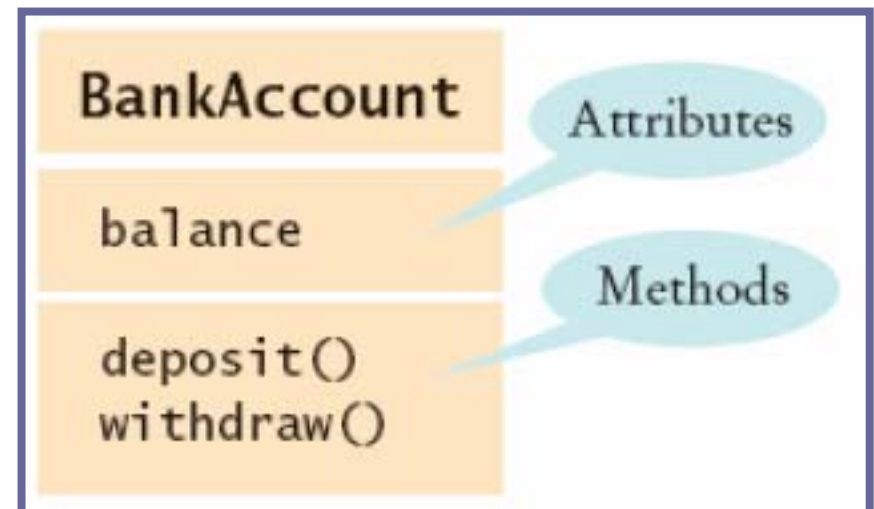 BankAccount
Attributes
balance
Methods
deposit()
withdraw()